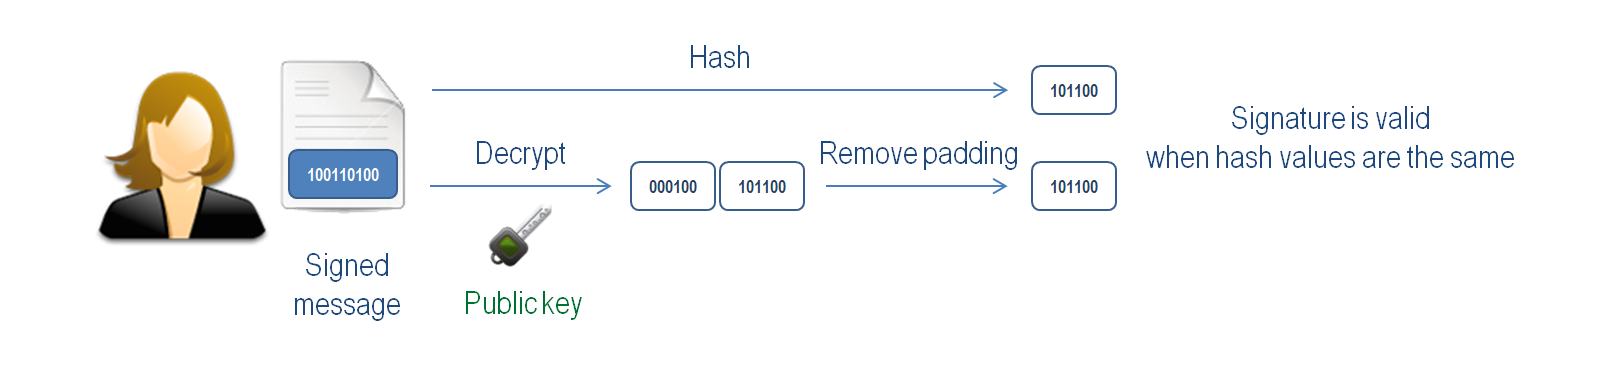 Hash
101100
Signature is valid
when hash values are the same
100110100
Decrypt
000100
101100
Remove padding
101100
Signed
message
Public key